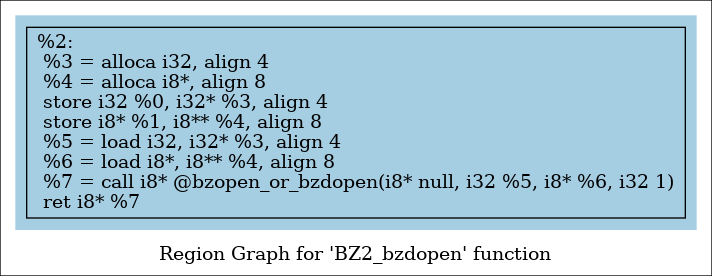 %2:
%3 = alloca i32, align 4
%4 = alloca i8*, align 8
store i32 %0, i32* %3, align 4
store i8* %1, i8** %4, align 8
%5 = load i32, i32* %3, align 4
%6 = load i8*, i8** %4, align 8
%7 = call i8* @bzopen_or_bzdopen(i8* null, i32 %5, i8* %6, i32 1)
ret i8* %7
Region Graph for 'BZ2_bzdopen' function